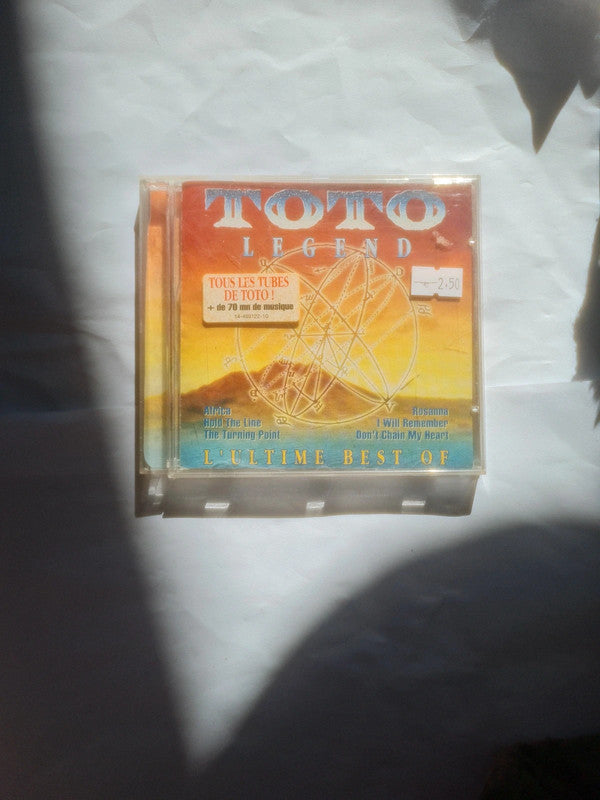 TOTO
LEGEND
TOUS LES TUBES
DE TOTO !
+ de 70 mn de musique
2,50
Africa
Hold The Line
The Turning Point
Rosanna
I Will Remember
Don't Chain My Heart
L'ULTIME BEST OF